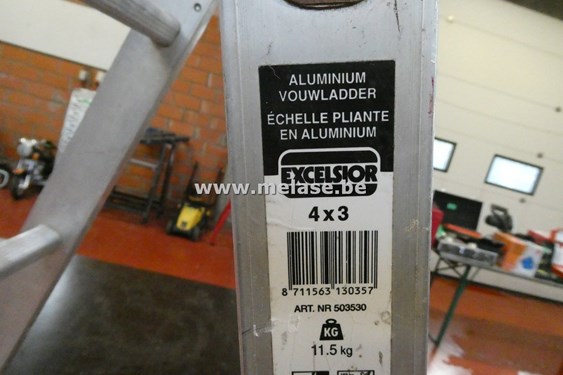 ALUMINIUM
VOUWLADDER
ÉCHELLE PLIANTE
EN ALUMINIUM
EXCELSIOR
www.melase.be
4 x 3
8 711563 130357
ART. NR 503530
KG
11.5 kg